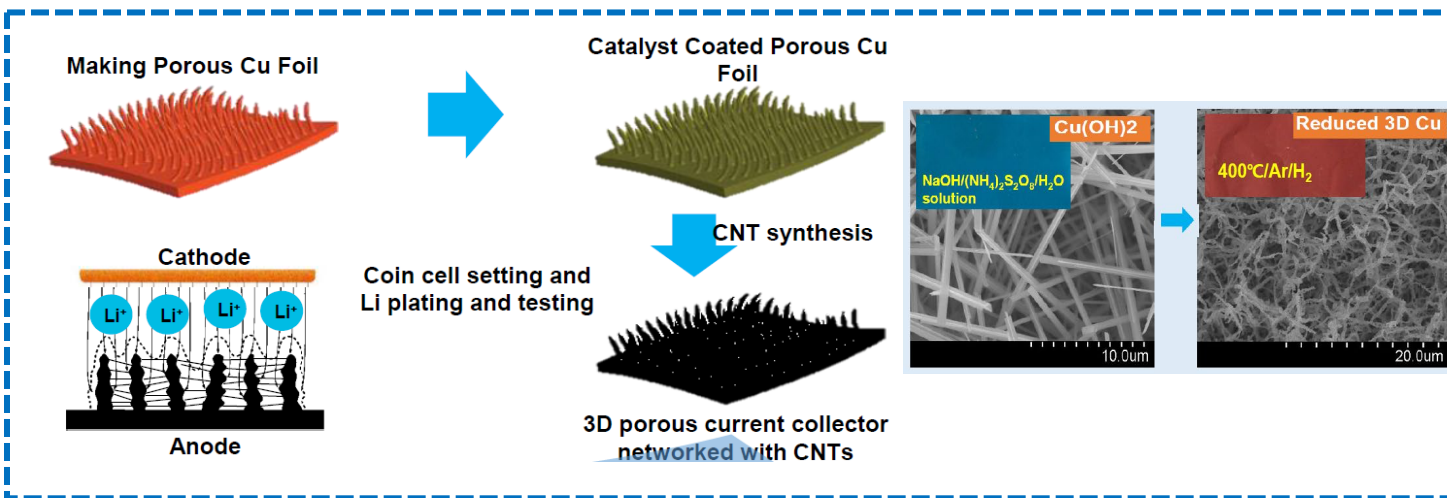 Making Porous Cu Foil
Catalyst Coated Porous Cu
Foil
CNT synthesis
3D porous current collector
networked with CNTs
Coin cell setting and
Li plating and testing
Cathode
Li⁺ Li⁺ Li⁺ Li⁺
Anode
Cu(OH)2
NaOH/(NH₄)₂S₂O₈/H₂O
solution
10.0um
Reduced 3D Cu
400℃/Ar/H₂
20.0um